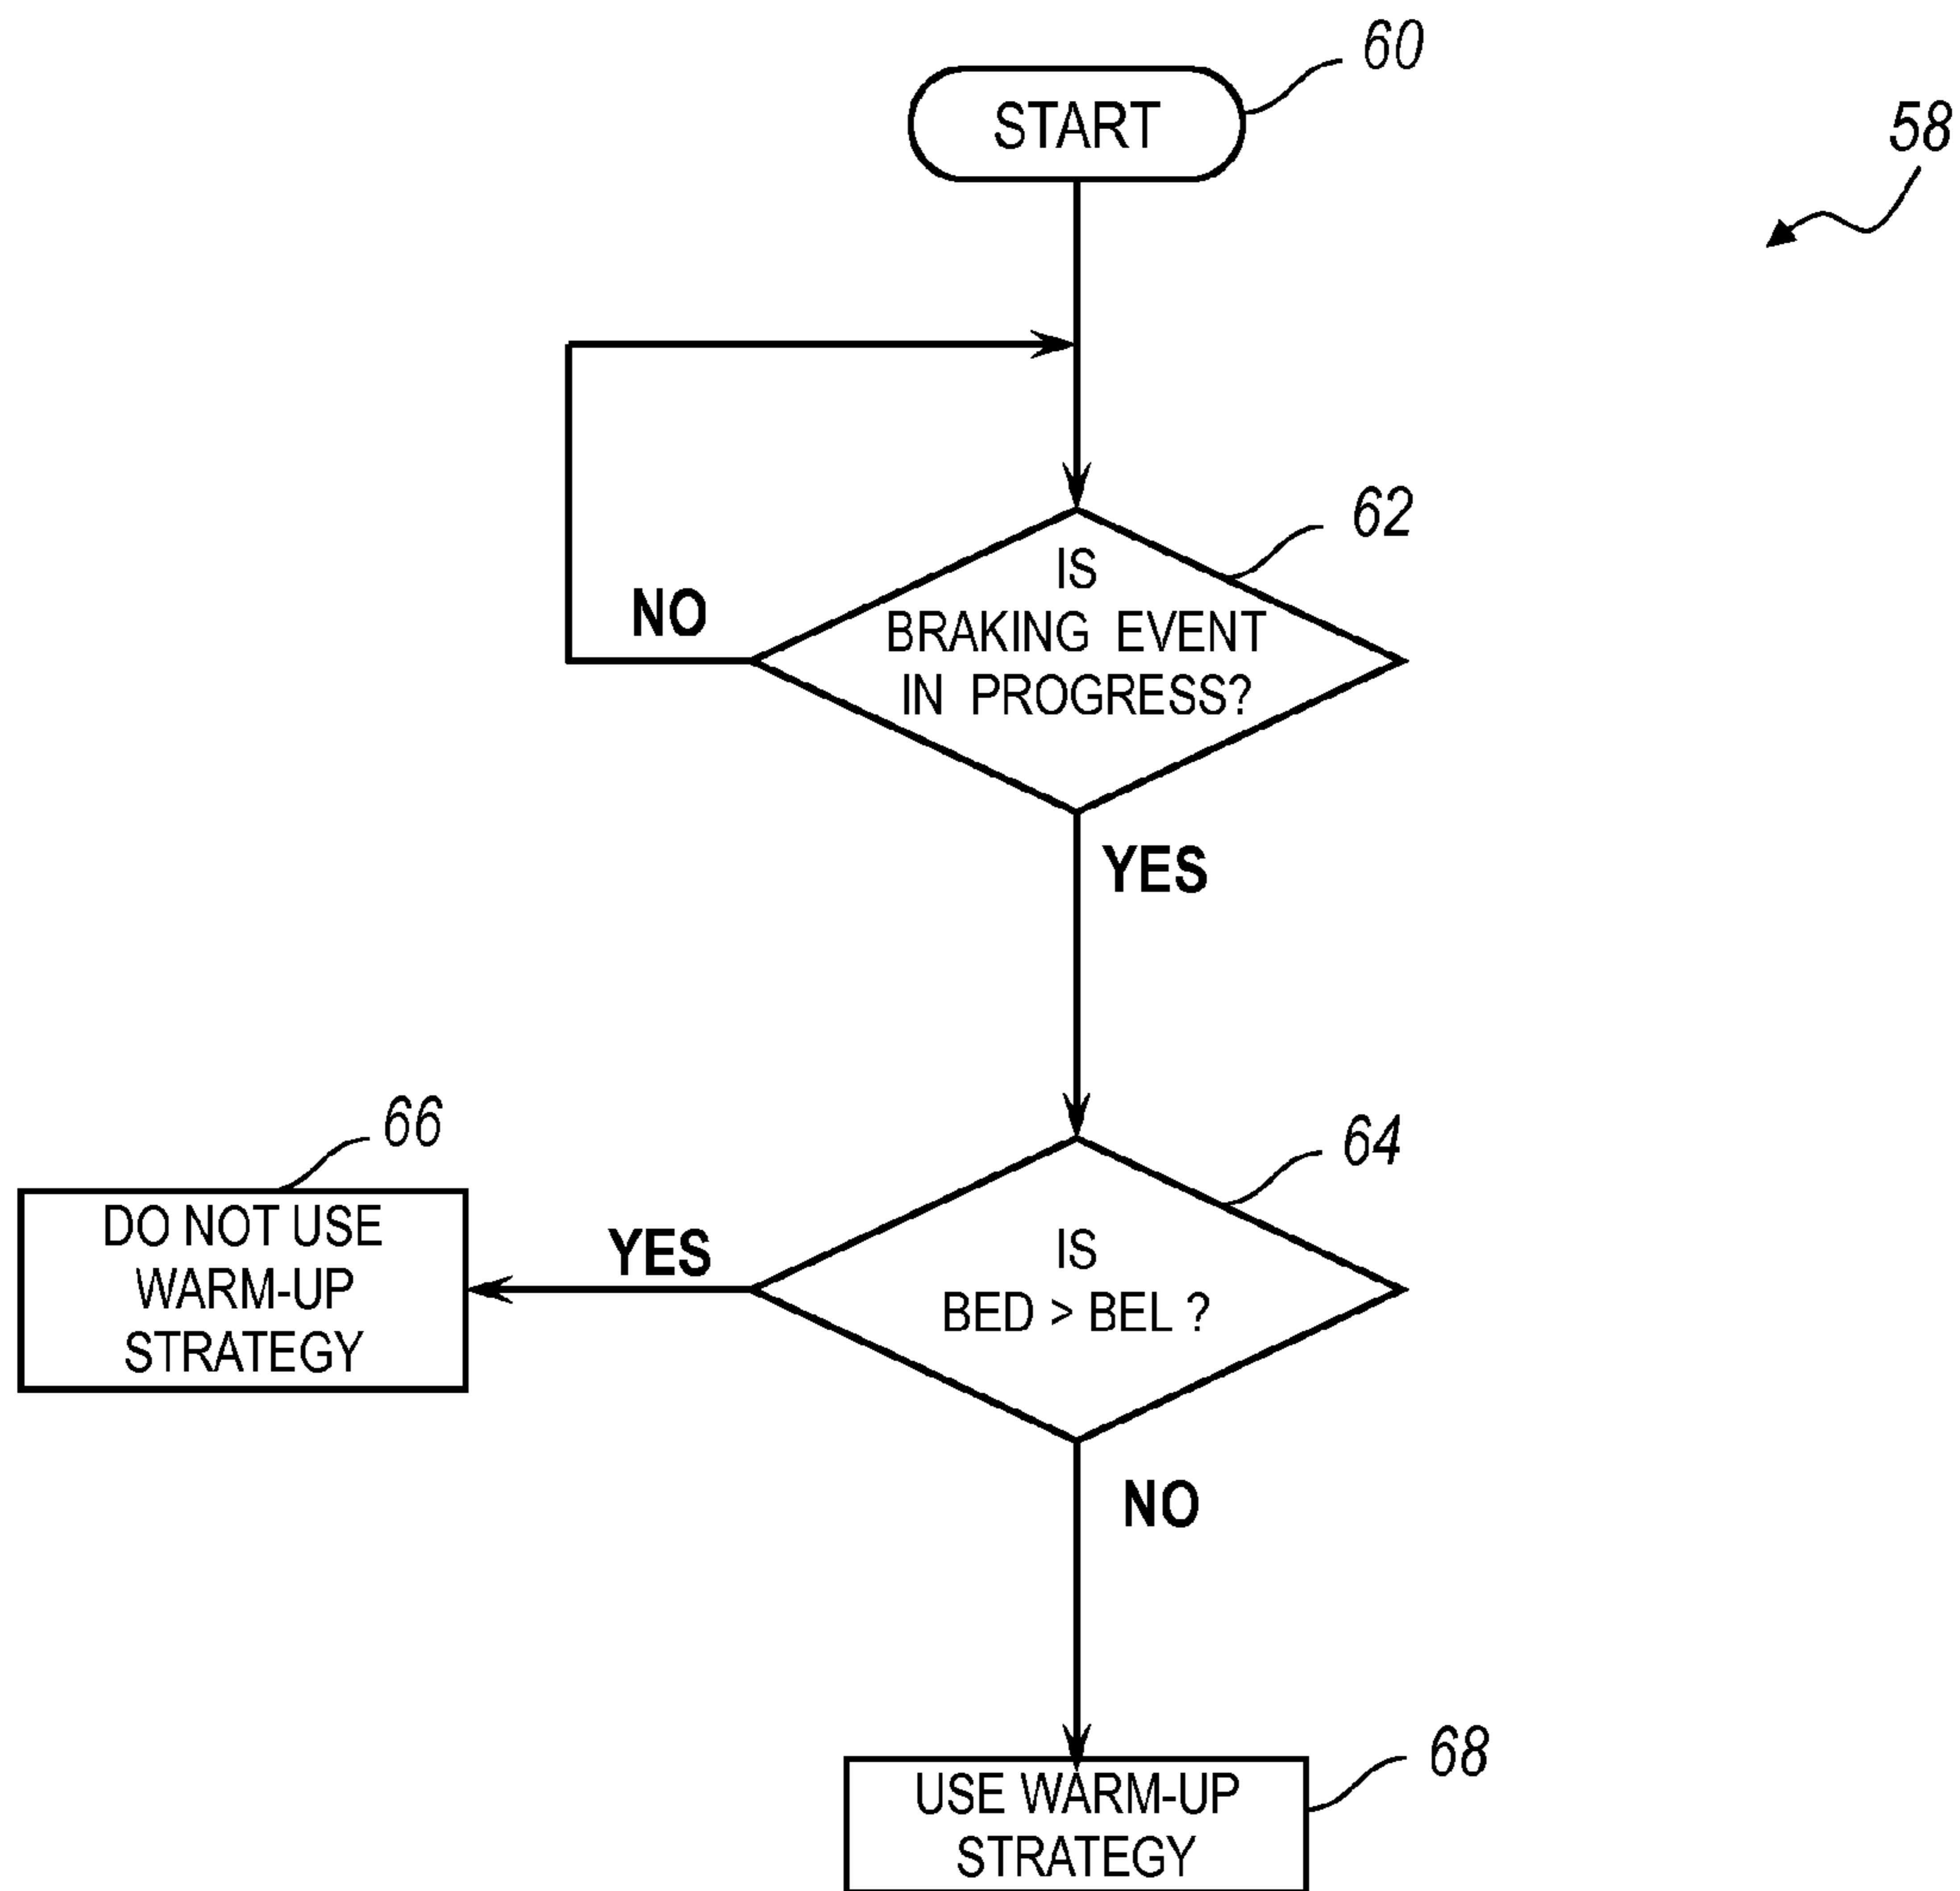 60
START
58
62
IS
BRAKING EVENT
IN PROGRESS?
NO
YES
66
64
DO NOT USE
WARM-UP
STRATEGY
YES
IS
BED > BEL ?
NO
68
USE WARM-UP
STRATEGY